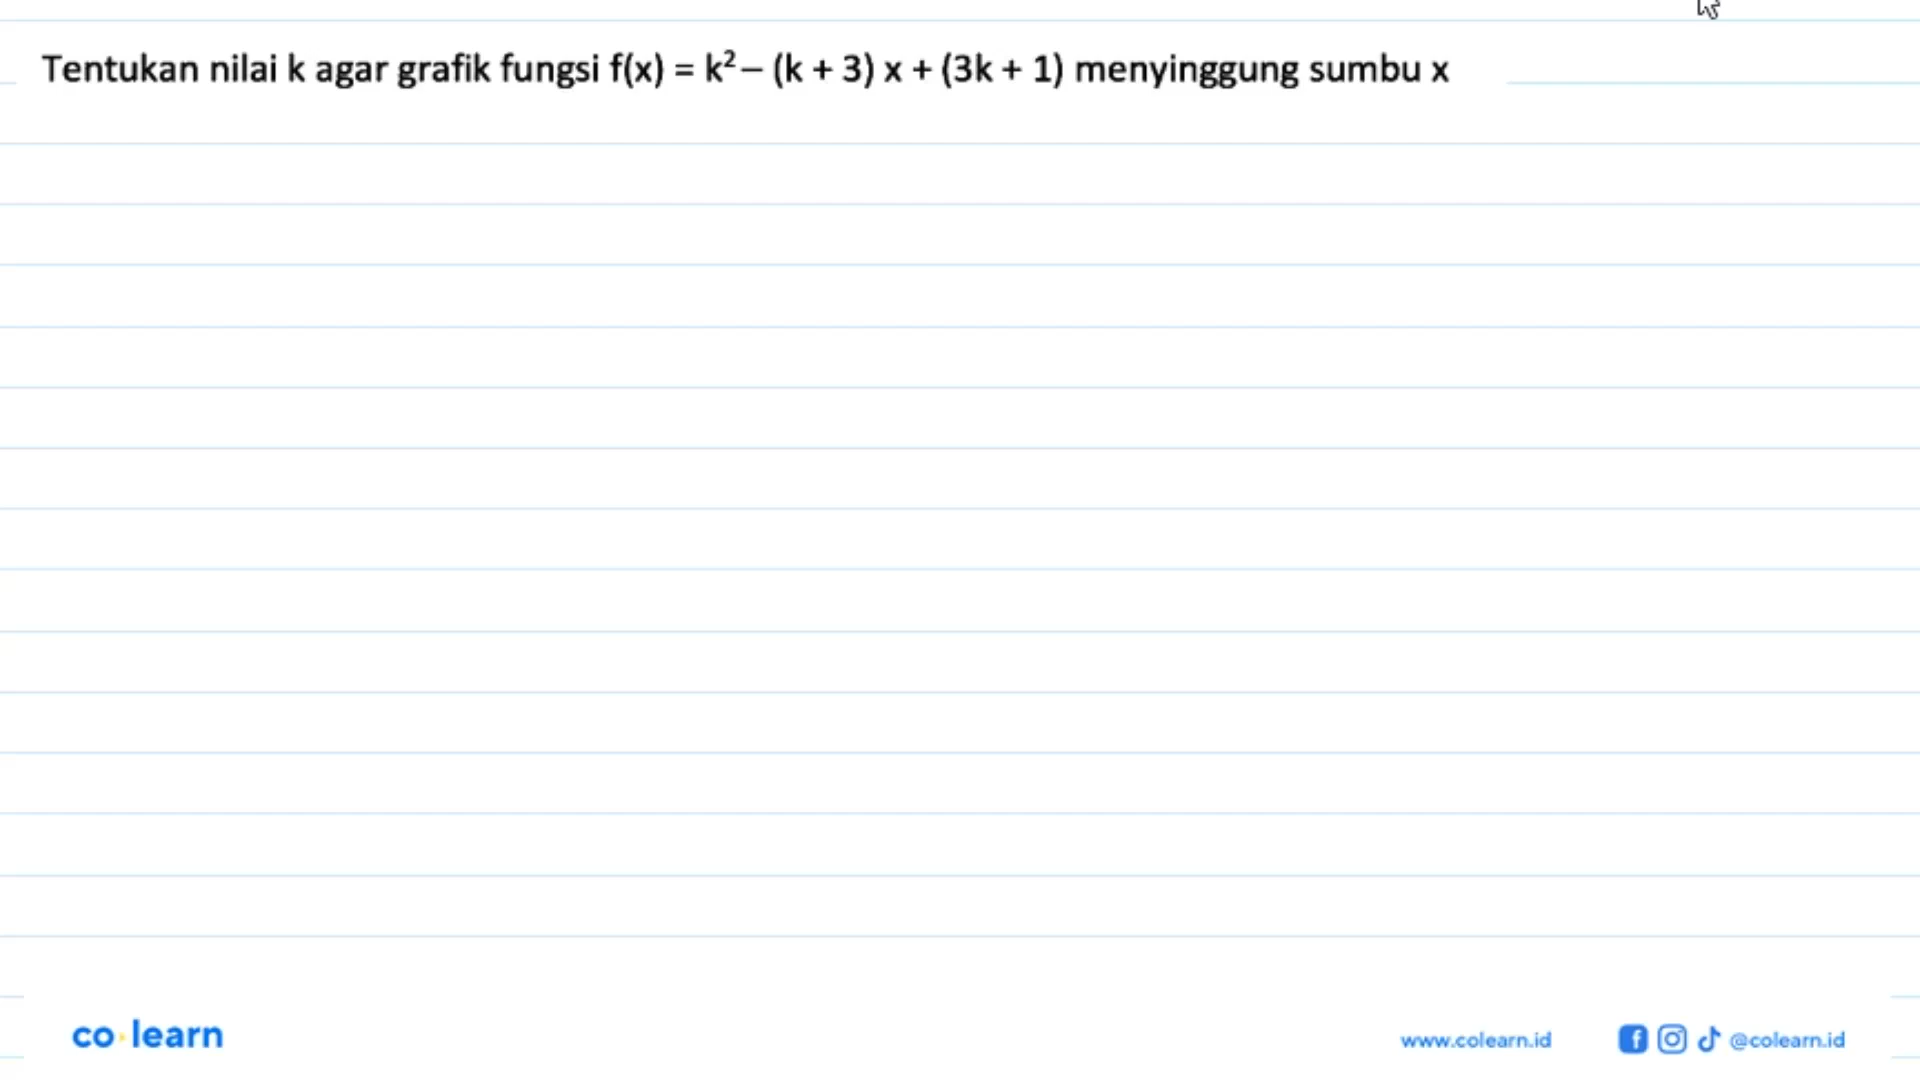 Tentukan nilai k agar grafik fungsi f(x) = k² – (k + 3) x + (3k + 1) menyinggung sumbu x
co learn
www.colearn.id @colearn.id